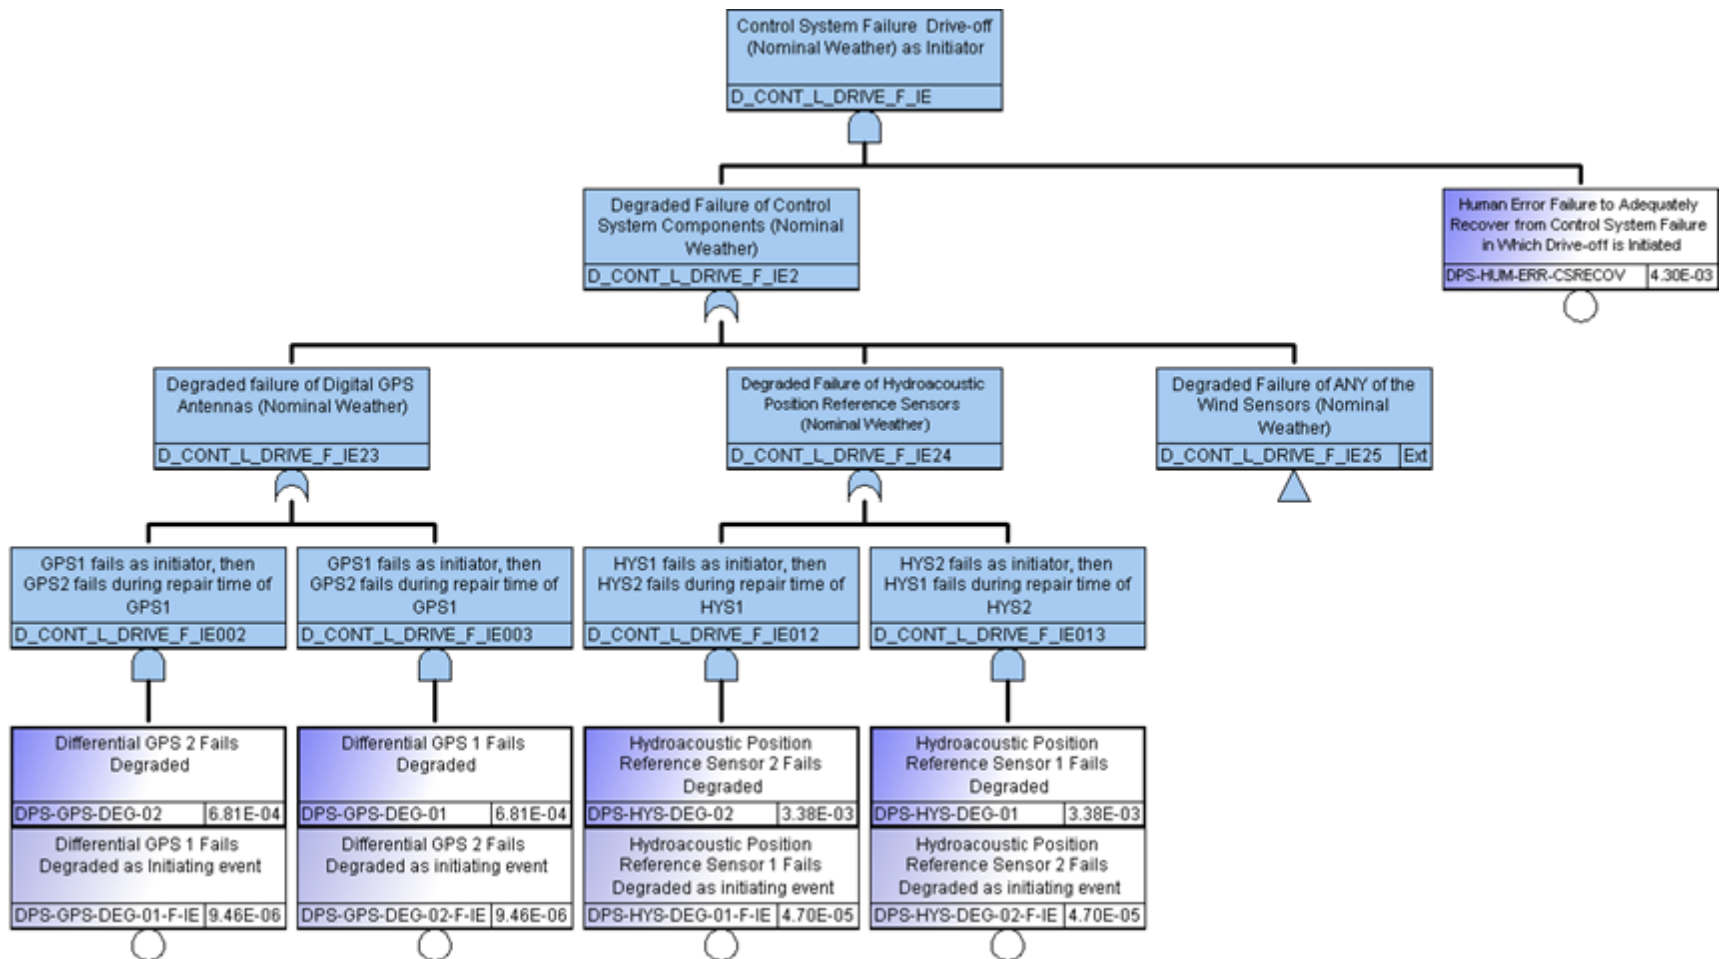 Control System Failure Drive-off
(Nominal Weather) as Initiator
D_CONT_L_DRIVE_F_IE
Degraded Failure of Control
System Components (Nominal
Weather)
D_CONT_L_DRIVE_F_IE2
Human Error Failure to Adequately
Recover from Control System Failure
in Which Drive-off is Initiated
DPS-HUM-ERR-CSRECOV 4.30E-03
Degraded failure of Digital GPS
Antennas (Nominal Weather)
D_CONT_L_DRIVE_F_IE23
Degraded Failure of Hydroacoustic
Position Reference Sensors
(Nominal Weather)
D_CONT_L_DRIVE_F_IE24
Degraded Failure of ANY of the
Wind Sensors (Nominal
Weather)
D_CONT_L_DRIVE_F_IE25 Ext
GPS1 fails as initiator, then
GPS2 fails during repair time of
GPS1
D_CONT_L_DRIVE_F_IE002
GPS1 fails as initiator, then
GPS2 fails during repair time of
GPS1
D_CONT_L_DRIVE_F_IE003
HYS1 fails as initiator, then
HYS2 fails during repair time of
HYS1
D_CONT_L_DRIVE_F_IE012
HYS2 fails as initiator, then
HYS1 fails during repair time of
HYS2
D_CONT_L_DRIVE_F_IE013
Differential GPS 2 Fails
Degraded
DPS-GPS-DEG-02 6.81E-04
Differential GPS 1 Fails
Degraded as Initiating event
DPS-GPS-DEG-01-F-IE 9.46E-06
Differential GPS 1 Fails
Degraded
DPS-GPS-DEG-01 6.81E-04
Differential GPS 2 Fails
Degraded as initiating event
DPS-GPS-DEG-02-F-IE 9.46E-06
Hydroacoustic Position
Reference Sensor 2 Fails
Degraded
DPS-HYS-DEG-02 3.38E-03
Hydroacoustic Position
Reference Sensor 1 Fails
Degraded as initiating event
DPS-HYS-DEG-01-F-IE 4.70E-05
Hydroacoustic Position
Reference Sensor 1 Fails
Degraded
DPS-HYS-DEG-01 3.38E-03
Hydroacoustic Position
Reference Sensor 2 Fails
Degraded as initiating event
DPS-HYS-DEG-02-F-IE 4.70E-05